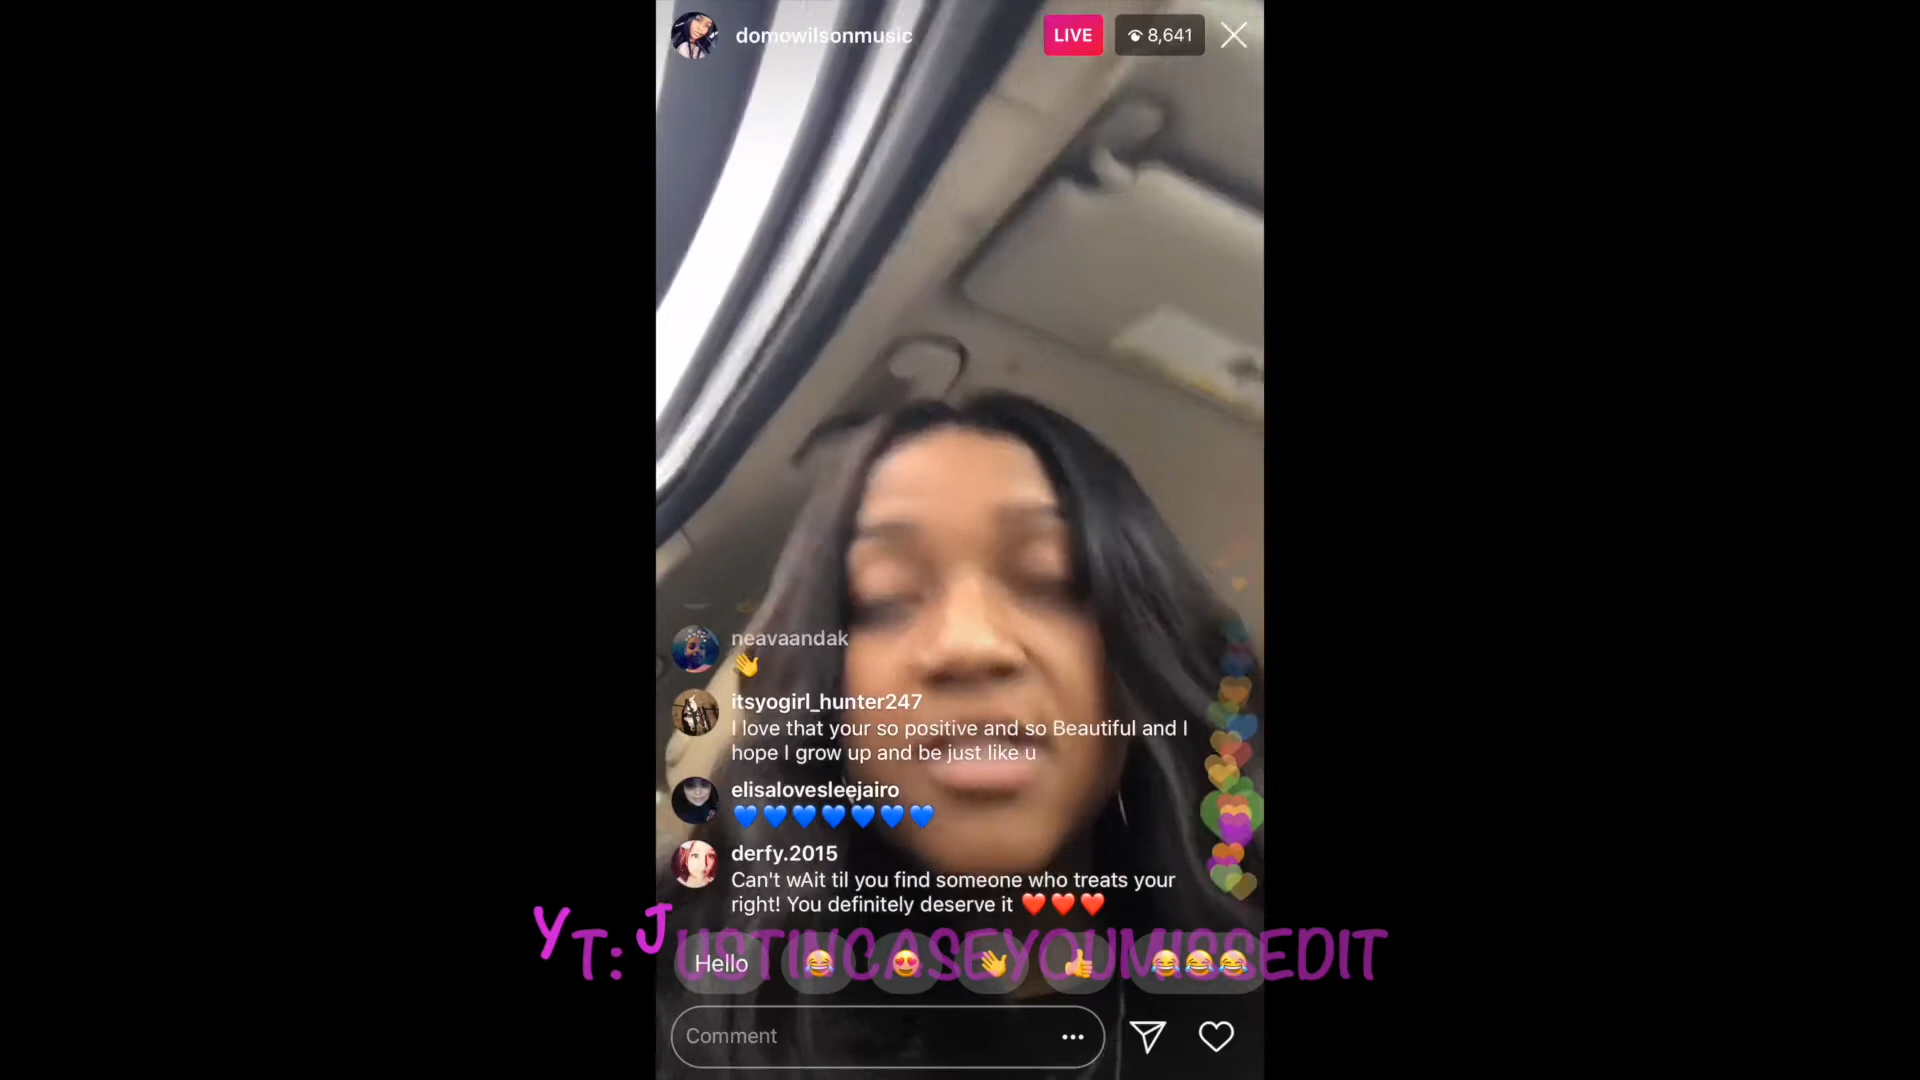 domowilsonmusic
LIVE
8,641
neavaandak
👋
itsyogirl_hunter247
I love that your so positive and so Beautiful and I
hope I grow up and be just like u
elisalovesleejairo
💙💙💙💙💙💙💙
derfy.2015
Can't wAit til you find someone who treats your
right! You definitely deserve it ❤️❤️❤️
YT: JUSTINCASEYOUMISSEDIT
Hello 😂 😍 👋 👍 😂😂😂
Comment